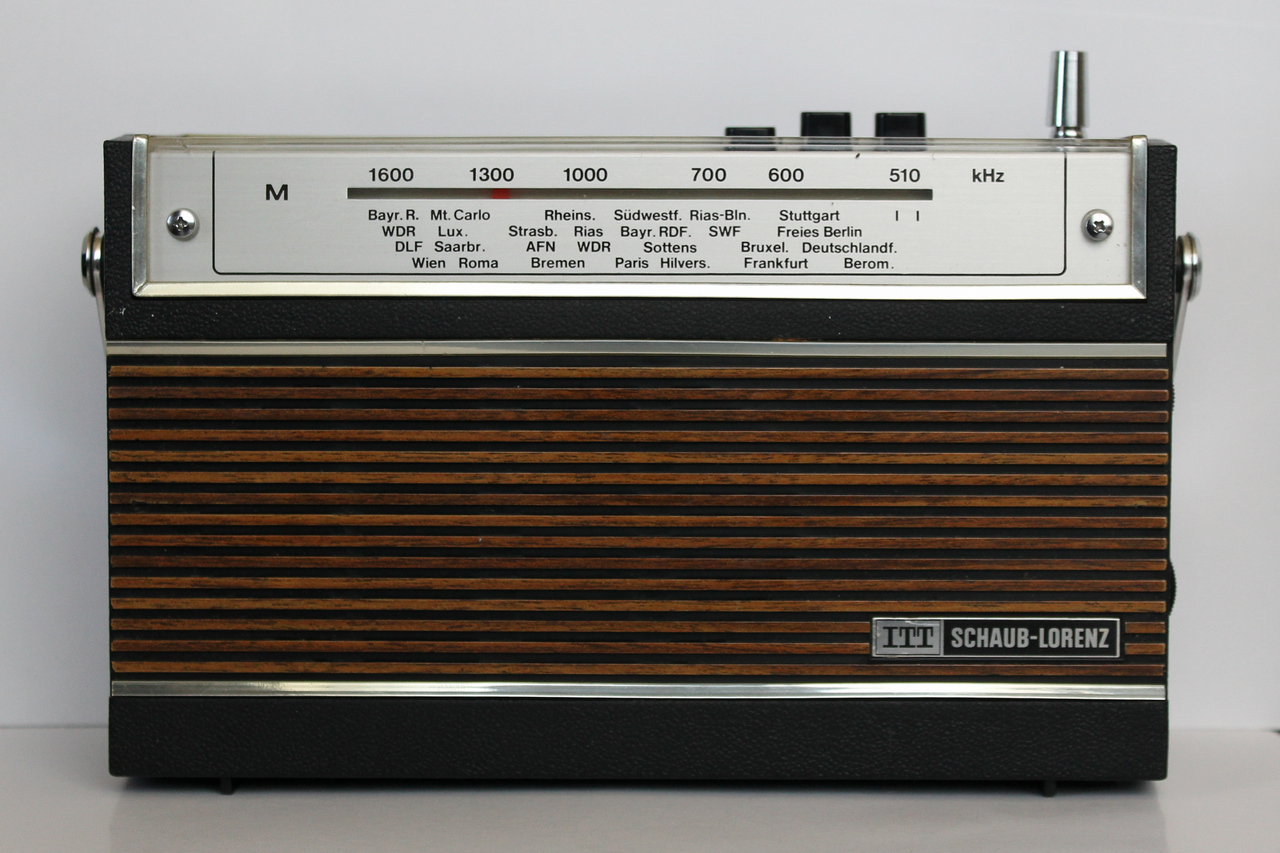 1600 1300 1000 700 600 510 kHz
M
Bayr. R. Mt. Carlo Rheins. Südwestf. Rias-Bln. Stuttgart I I
WDR Lux. Strasb. Rias Bayr. RDF. SWF Freies Berlin
DLF Saarbr. AFN WDR Sottens Bruxel. Deutschlandf.
Wien Roma Bremen Paris Hilvers. Frankfurt Berom.
ITT SCHAUB-LORENZ